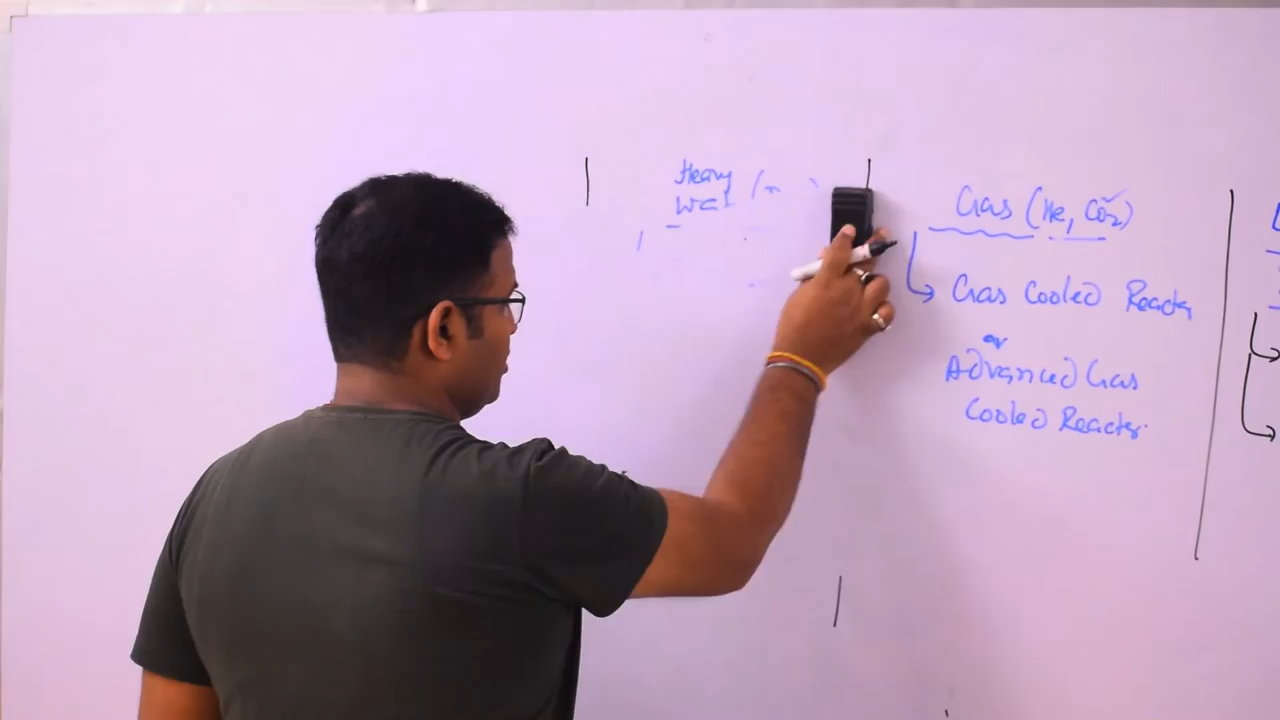 Heavy
Gas (He, CO2)
Gas Cooled Reactor
or
Advanced Gas
Cooled Reactor